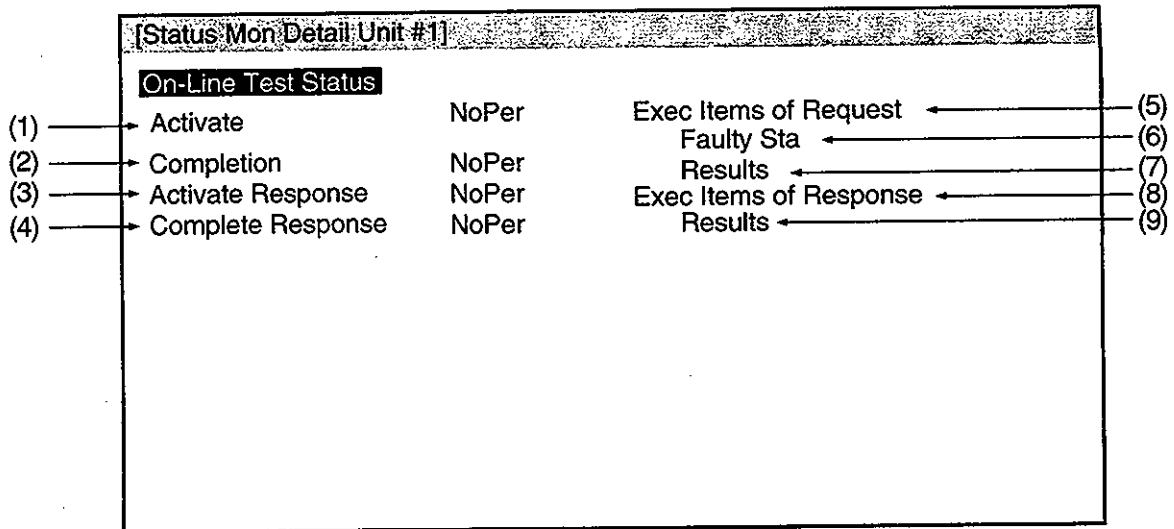 [Status Mon Detail Unit #1]
On-Line Test Status
(1) Activate NoPer Exec Items of Request (5)
Faulty Sta (6)
(2) Completion NoPer Results (7)
(3) Activate Response NoPer Exec Items of Response (8)
(4) Complete Response NoPer Results (9)